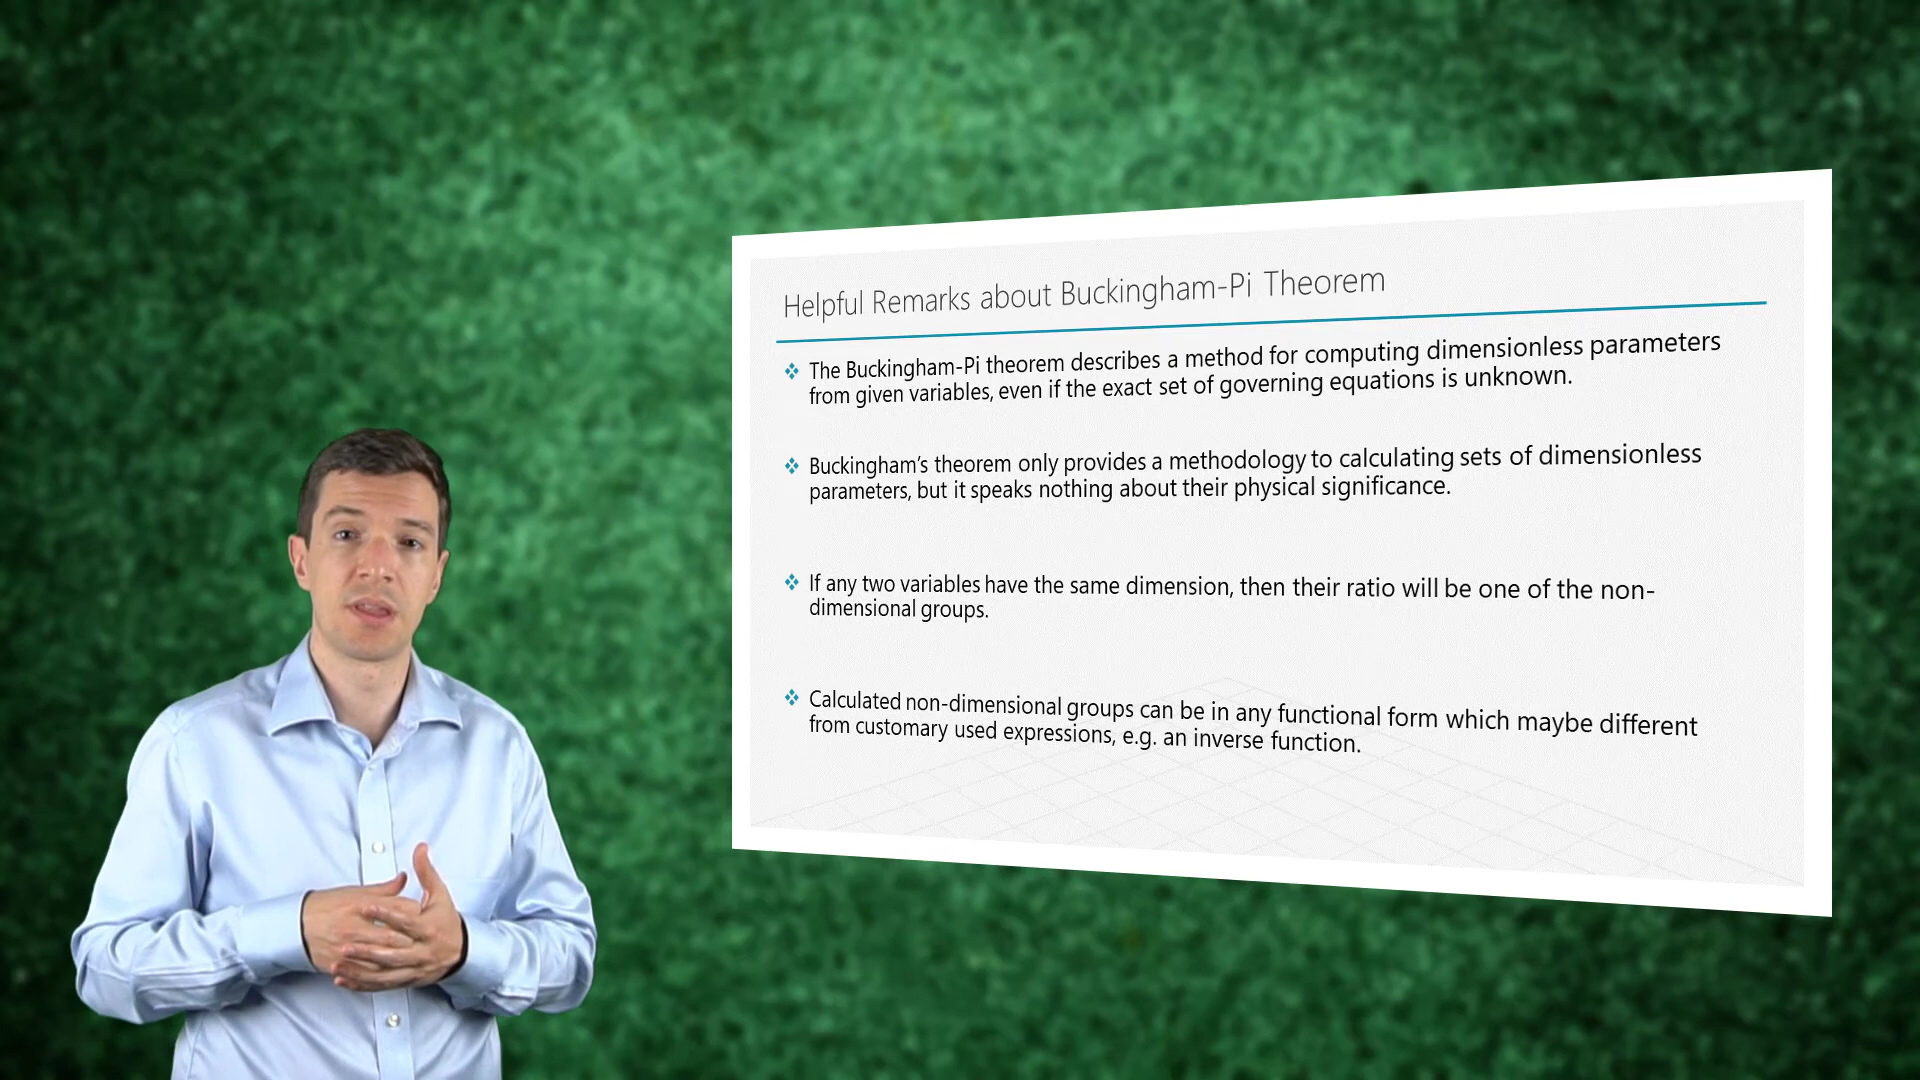 Helpful Remarks about Buckingham-Pi Theorem
The Buckingham-Pi theorem describes a method for computing dimensionless parameters
from given variables, even if the exact set of governing equations is unknown.
Buckingham's theorem only provides a methodology to calculating sets of dimensionless
parameters, but it speaks nothing about their physical significance.
If any two variables have the same dimension, then their ratio will be one of the non-
dimensional groups.
Calculated non-dimensional groups can be in any functional form which maybe different
from customary used expressions, e.g. an inverse function.